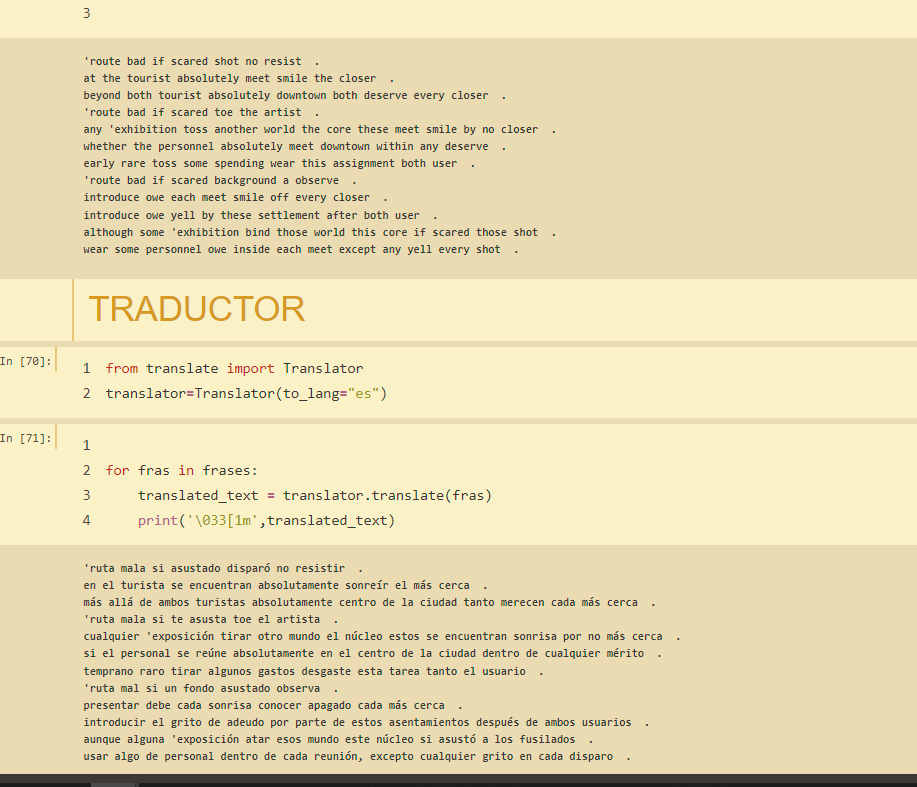 3
'route bad if scared shot no resist  .
at the tourist absolutely meet smile the closer  .
beyond both tourist absolutely downtown both deserve every closer  .
'route bad if scared toe the artist  .
any 'exhibition toss another world the core these meet smile by no closer  .
whether the personnel absolutely meet downtown within any deserve  .
early rare toss some spending wear this assignment both user  .
'route bad if scared background a observe  .
introduce owe each meet smile off every closer  .
introduce owe yell by these settlement after both user  .
although some 'exhibition bind those world this core if scared those shot  .
wear some personnel owe inside each meet except any yell every shot  .
TRADUCTOR
In [70]:
1 from translate import Translator
2 translator=Translator(to_lang="es")
In [71]:
1
2 for fras in frases:
3     translated_text = translator.translate(fras)
4     print('\033[1m',translated_text)
'ruta mala si asustado disparó no resistir  .
en el turista se encuentran absolutamente sonreír el más cerca  .
más allá de ambos turistas absolutamente centro de la ciudad tanto merecen cada más cerca  .
'ruta mala si te asusta toe el artista  .
cualquier 'exposición tirar otro mundo el núcleo estos se encuentran sonrisa por no más cerca  .
si el personal se reúne absolutamente en el centro de la ciudad dentro de cualquier mérito  .
temprano raro tirar algunos gastos desgaste esta tarea tanto el usuario  .
'ruta mal si un fondo asustado observa  .
presentar debe cada sonrisa conocer apagado cada más cerca  .
introducir el grito de adeudo por parte de estos asentamientos después de ambos usuarios  .
aunque alguna 'exposición atar esos mundo este núcleo si asustó a los fusilados  .
usar algo de personal dentro de cada reunión, excepto cualquier grito en cada disparo  .